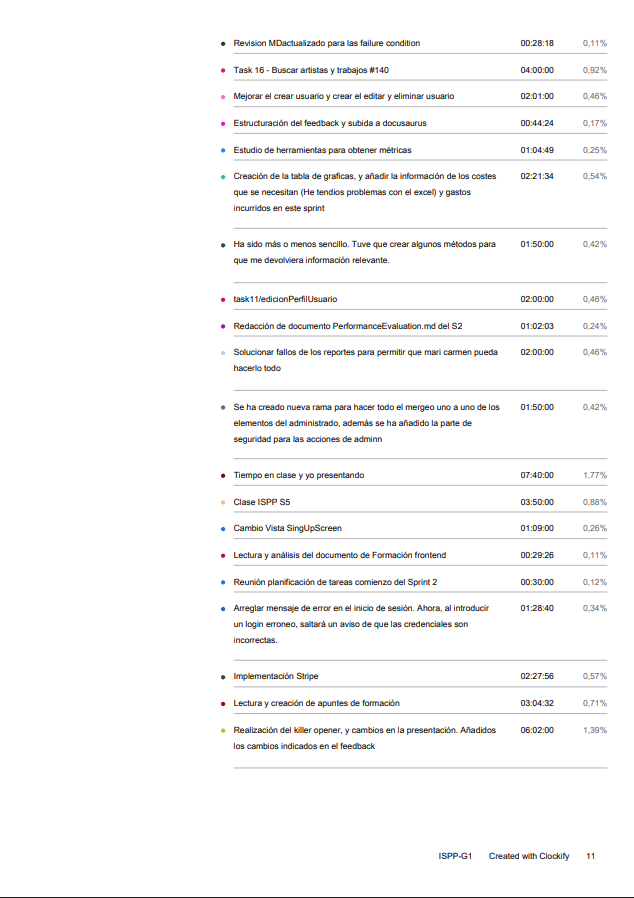 Revision MDactualizado para las failure condition 00:28:18 0,11%
Task 16 - Buscar artistas y trabajos #140 04:00:00 0,92%
Mejorar el crear usuario y crear el editar y eliminar usuario 02:01:00 0,46%
Estructuración del feedback y subida a docusaurus 00:44:24 0,17%
Estudio de herramientas para obtener métricas 01:04:49 0,25%
Creación de la tabla de graficas, y añadir la información de los costes 02:21:34 0,54%
que se necesitan (He tendios problemas con el excel) y gastos
incurridos en este sprint
Ha sido más o menos sencillo. Tuve que crear algunos métodos para 01:50:00 0,42%
que me devolviera información relevante.
task11/edicionPerfilUsuario 02:00:00 0,46%
Redacción de documento PerformanceEvaluation.md del S2 01:02:03 0,24%
Solucionar fallos de los reportes para permitir que mari carmen pueda 02:00:00 0,46%
hacerlo todo
Se ha creado nueva rama para hacer todo el mergeo uno a uno de los 01:50:00 0,42%
elementos del administrado, además se ha añadido la parte de
seguridad para las acciones de adminn
Tiempo en clase y yo presentando 07:40:00 1,77%
Clase ISPP S5 03:50:00 0,88%
Cambio Vista SingUpScreen 01:09:00 0,26%
Lectura y análisis del documento de Formación frontend 00:29:26 0,11%
Reunión planificación de tareas comienzo del Sprint 2 00:30:00 0,12%
Arreglar mensaje de error en el inicio de sesión. Ahora, al introducir 01:28:40 0,34%
un login erroneo, saltará un aviso de que las credenciales son
incorrectas.
Implementación Stripe 02:27:56 0,57%
Lectura y creación de apuntes de formación 03:04:32 0,71%
Realización del killer opener, y cambios en la presentación. Añadidos 06:02:00 1,39%
los cambios indicados en el feedback
ISPP-G1 Created with Clockify 11